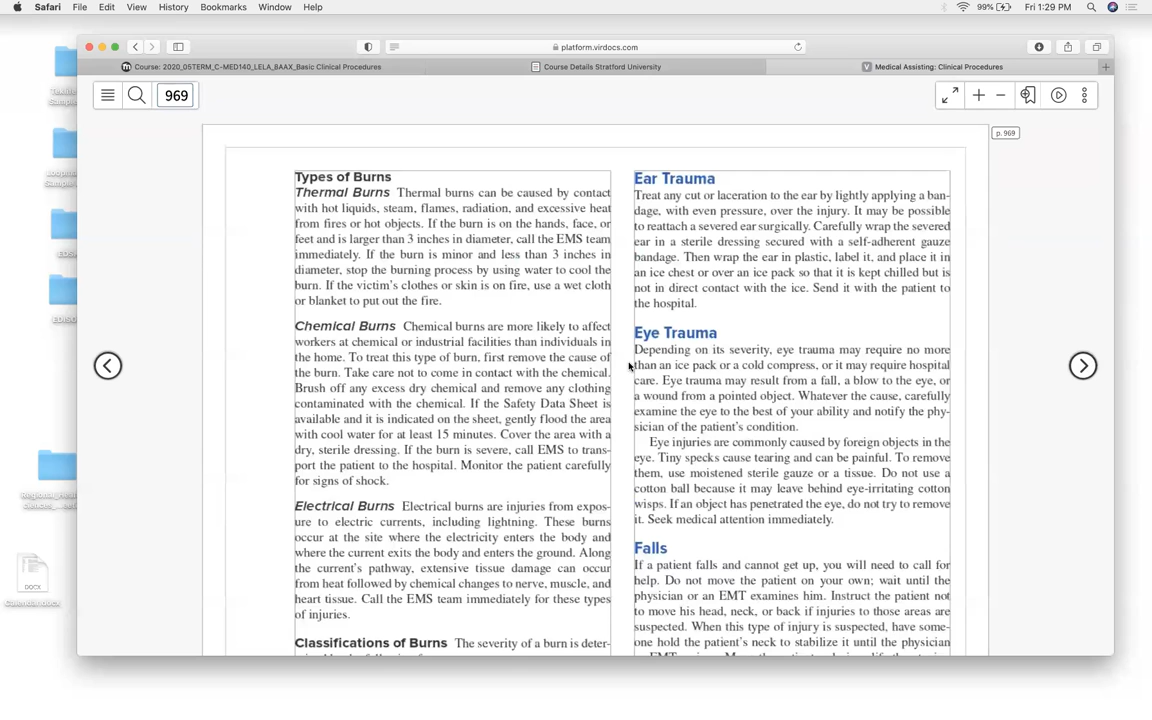 Safari File Edit View History Bookmarks Window Help
99% Fri 1:29 PM
platform.virdocs.com
Course: 2020_05TERM_C-MED140_LELA_BAAX_Basic Clinical Procedures
Course Details Stratford University
Medical Assisting: Clinical Procedures
969
p. 969
Types of Burns
Thermal Burns Thermal burns can be caused by contact
with hot liquids, steam, flames, radiation, and excessive heat
from fires or hot objects. If the burn is on the hands, face, or
feet and is larger than 3 inches in diameter, call the EMS team
immediately. If the burn is minor and less than 3 inches in
diameter, stop the burning process by using water to cool the
burn. If the victim's clothes or skin is on fire, use a wet cloth
or blanket to put out the fire.
Chemical Burns Chemical burns are more likely to affect
workers at chemical or industrial facilities than individuals in
the home. To treat this type of burn, first remove the cause of
the burn. Take care not to come in contact with the chemical.
Brush off any excess dry chemical and remove any clothing
contaminated with the chemical. If the Safety Data Sheet is
available and it is indicated on the sheet, gently flood the area
with cool water for at least 15 minutes. Cover the area with a
dry, sterile dressing. If the burn is severe, call EMS to trans-
port the patient to the hospital. Monitor the patient carefully
for signs of shock.
Electrical Burns Electrical burns are injuries from expos-
ure to electric currents, including lightning. These burns
occur at the site where the electricity enters the body and
where the current exits the body and enters the ground. Along
the current's pathway, extensive tissue damage can occur
from heat followed by chemical changes to nerve, muscle, and
heart tissue. Call the EMS team immediately for these types
of injuries.
Classifications of Burns The severity of a burn is deter-
Ear Trauma
Treat any cut or laceration to the ear by lightly applying a ban-
dage, with even pressure, over the injury. It may be possible
to reattach a severed ear surgically. Carefully wrap the severed
ear in a sterile dressing secured with a self-adherent gauze
bandage. Then wrap the ear in plastic, label it, and place it in
an ice chest or over an ice pack so that it is kept chilled but is
not in direct contact with the ice. Send it with the patient to
the hospital.
Eye Trauma
Depending on its severity, eye trauma may require no more
than an ice pack or a cold compress, or it may require hospital
care. Eye trauma may result from a fall, a blow to the eye, or
a wound from a pointed object. Whatever the cause, carefully
examine the eye to the best of your ability and notify the phy-
sician of the patient's condition.
Eye injuries are commonly caused by foreign objects in the
eye. Tiny specks cause tearing and can be painful. To remove
them, use moistened sterile gauze or a tissue. Do not use a
cotton ball because it may leave behind eye-irritating cotton
wisps. If an object has penetrated the eye, do not try to remove
it. Seek medical attention immediately.
Falls
If a patient falls and cannot get up, you will need to call for
help. Do not move the patient on your own; wait until the
physician or an EMT examines him. Instruct the patient not
to move his head, neck, or back if injuries to those areas are
suspected. When this type of injury is suspected, have some-
one hold the patient's neck to stabilize it until the physician
DOCX
Calendar.docx